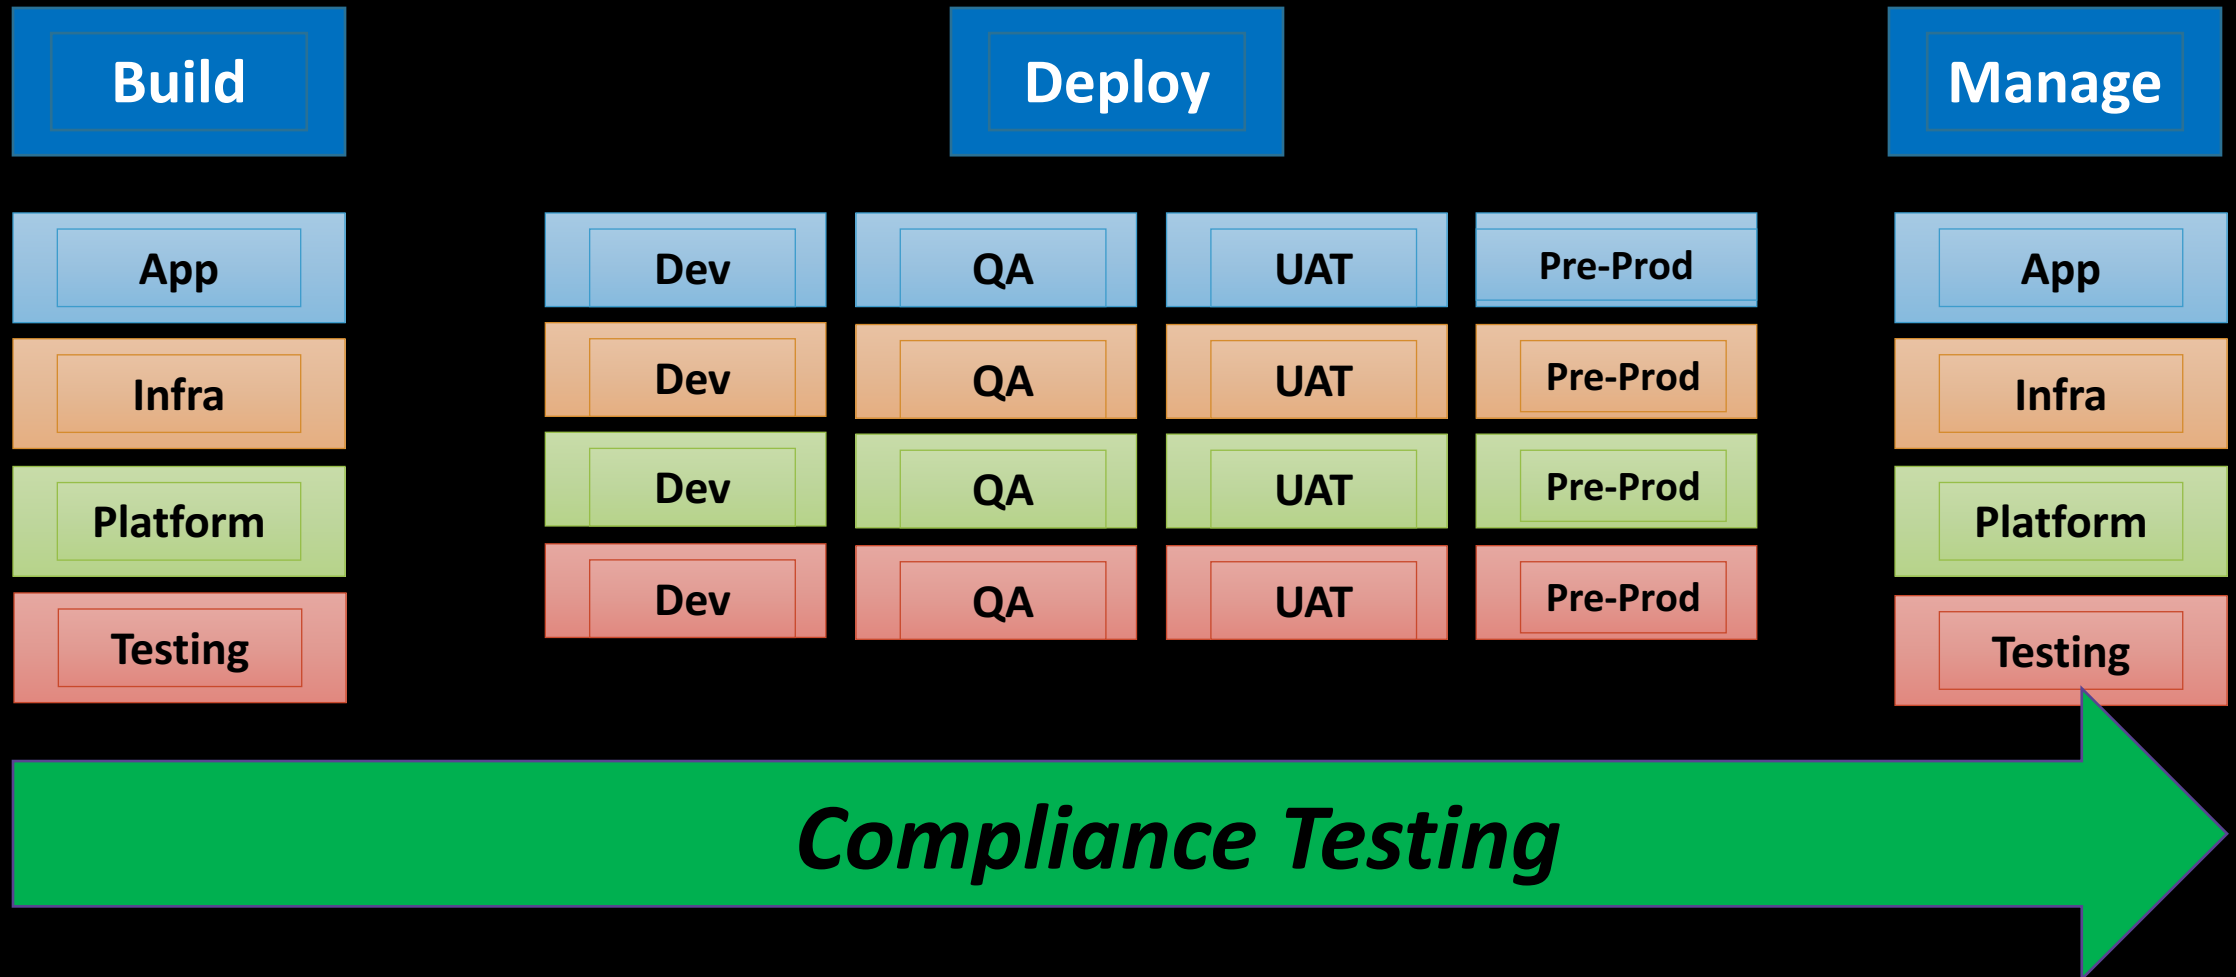 Build
Deploy
Manage
App
Dev
QA
UAT
Pre-Prod
App
Infra
Dev
QA
UAT
Pre-Prod
Infra
Platform
Dev
QA
UAT
Pre-Prod
Platform
Testing
Dev
QA
UAT
Pre-Prod
Testing
Compliance Testing